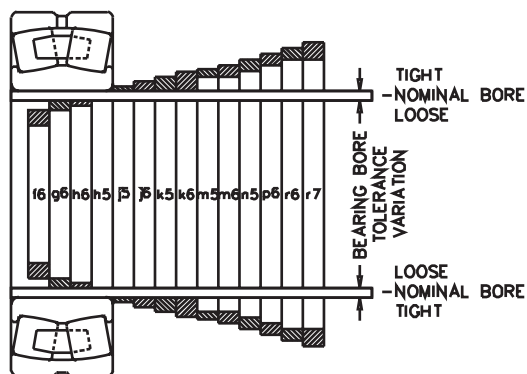 TIGHT
NOMINAL BORE
LOOSE
f6 g6 h6 h5 j5 j6 k5 k6 m5 m6 n5 p6 r6 r7
BEARING BORE
TOLERANCE
VARIATION
LOOSE
NOMINAL BORE
TIGHT